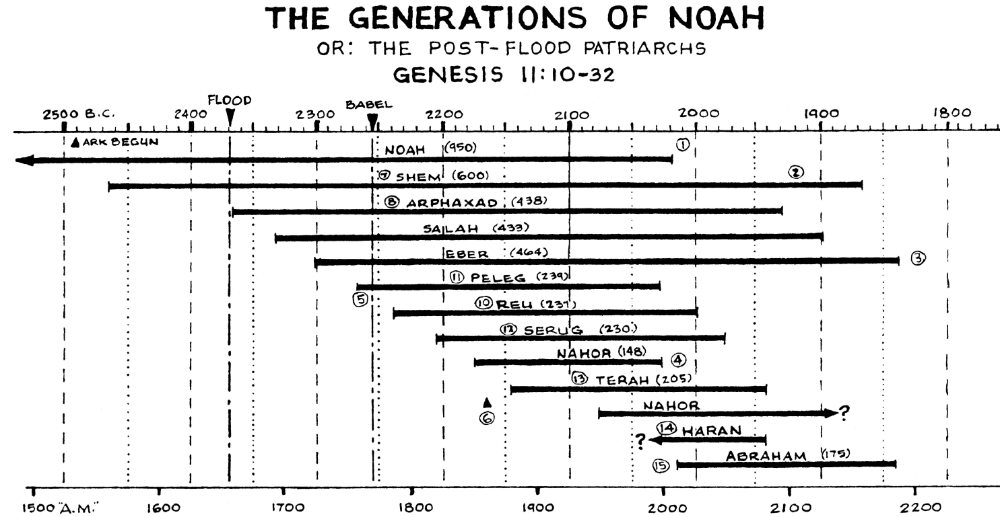 THE GENERATIONS OF NOAH
OR: THE POST-FLOOD PATRIARCHS
GENESIS 11:10-32
FLOOD BABEL
2500 B.C. 2400 2300 2200 2100 2000 1900 1800
ARK BEGUN
NOAH (950) 1
7 SHEM (600) 2
8 ARPHAXAD (438)
SALAH (433)
EBER (464) 3
11 PELEG (239)
5
10 REU (239)
12 SERUG (230)
NAHOR (148) 4
13 TERAH (205)
6
NAHOR ?
? 14 HARAN
15 ABRAHAM (175)
1500 "A.M." 1600 1700 1800 1900 2000 2100 2200